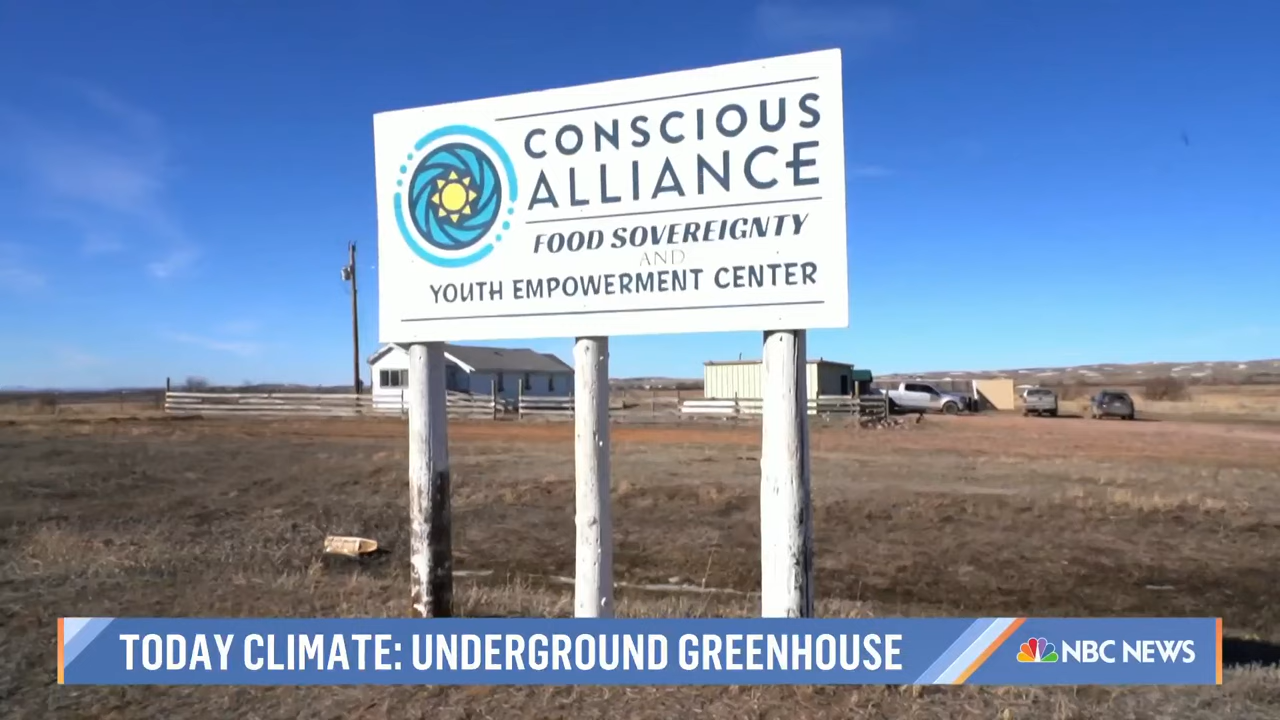 CONSCIOUS
ALLIANCE
FOOD SOVEREIGNTY
AND
YOUTH EMPOWERMENT CENTER
TODAY CLIMATE: UNDERGROUND GREENHOUSE
NBC NEWS